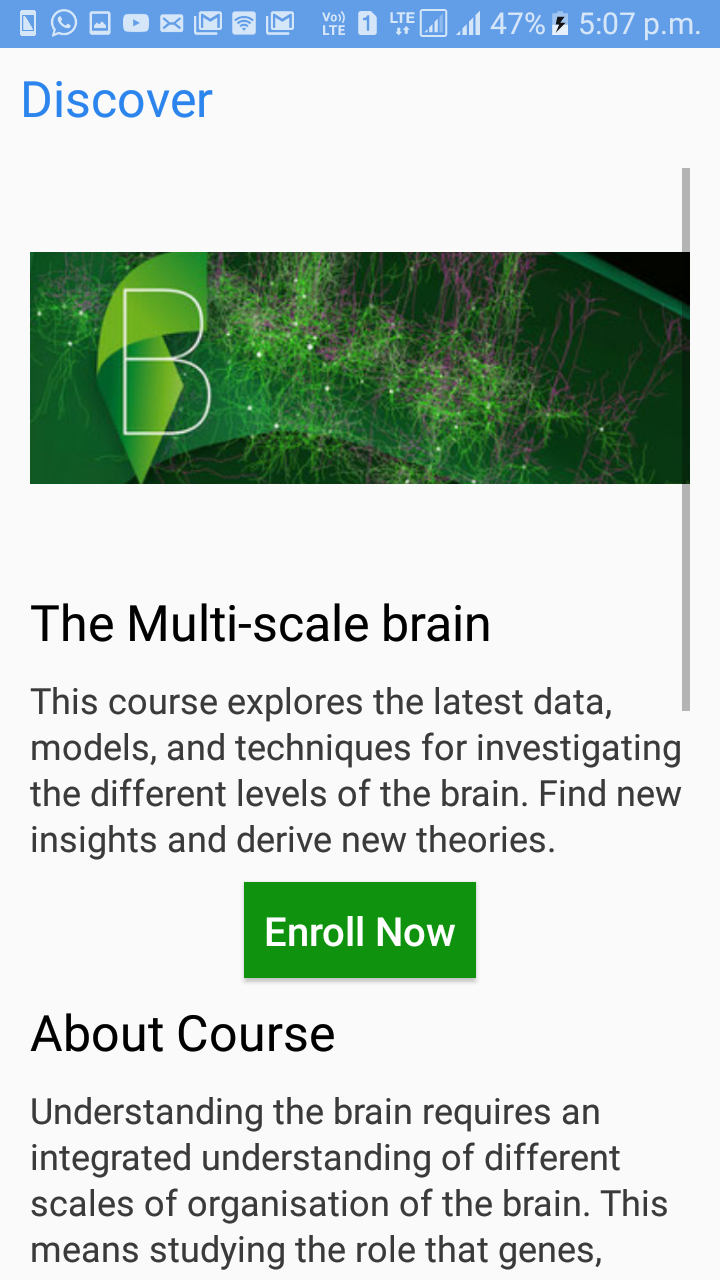 Vo) LTE 1 LTE 47% 5:07 p.m.
Discover
B
The Multi-scale brain
This course explores the latest data,
models, and techniques for investigating
the different levels of the brain. Find new
insights and derive new theories.
Enroll Now
About Course
Understanding the brain requires an
integrated understanding of different
scales of organisation of the brain. This
means studying the role that genes,